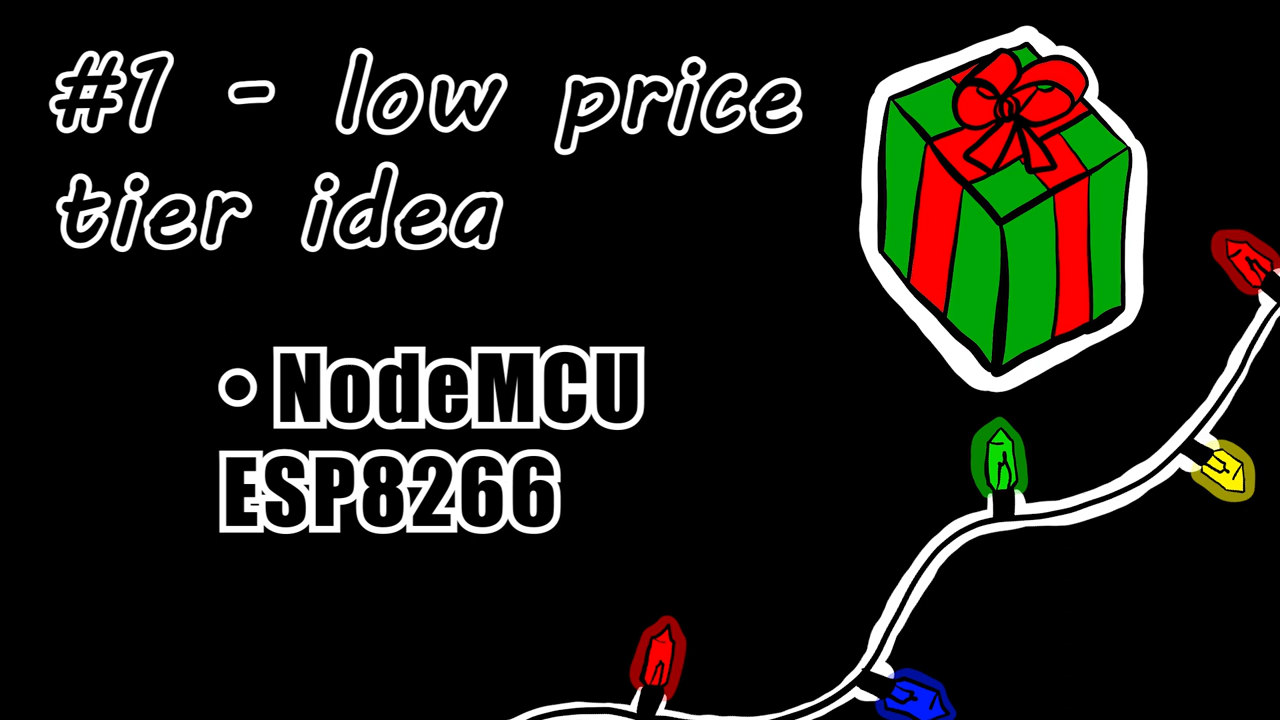 #1 - low price
tier idea
• NodeMCU
ESP8266